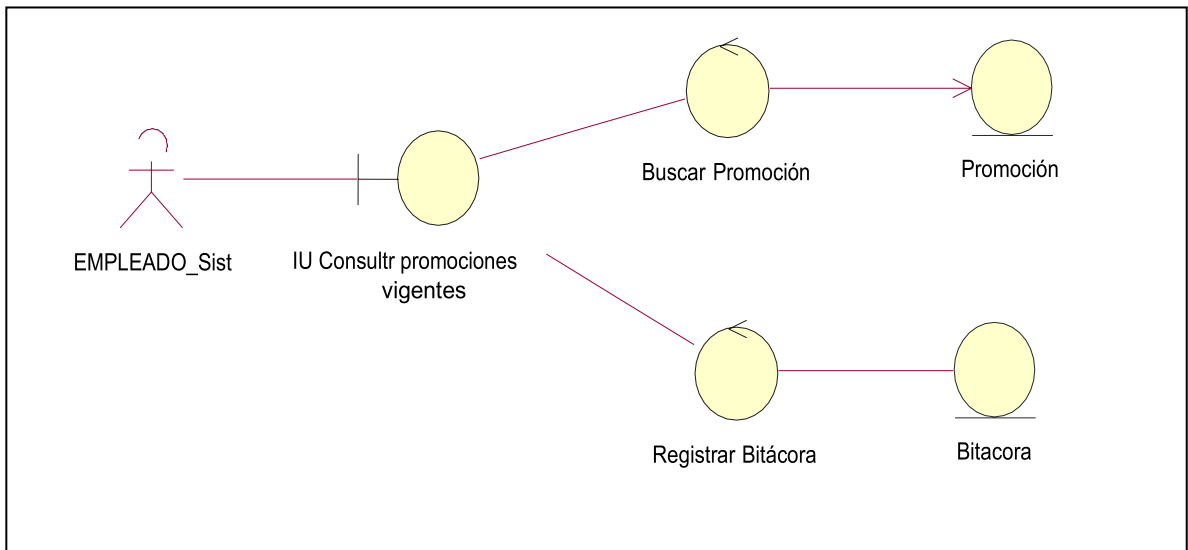 Buscar Promoción
Promoción
EMPLEADO_Sist
IU Consultr promociones
vigentes
Registrar Bitácora
Bitacora